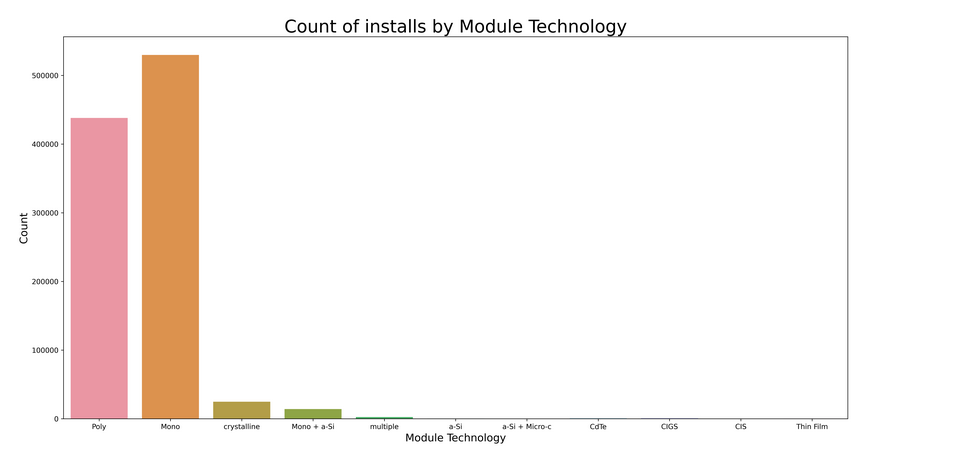 Count of installs by Module Technology
500000
400000
300000
200000
100000
0
Count
Poly Mono crystalline Mono + a-Si multiple a-Si a-Si + Micro-c CdTe CIGS CIS Thin Film
Module Technology